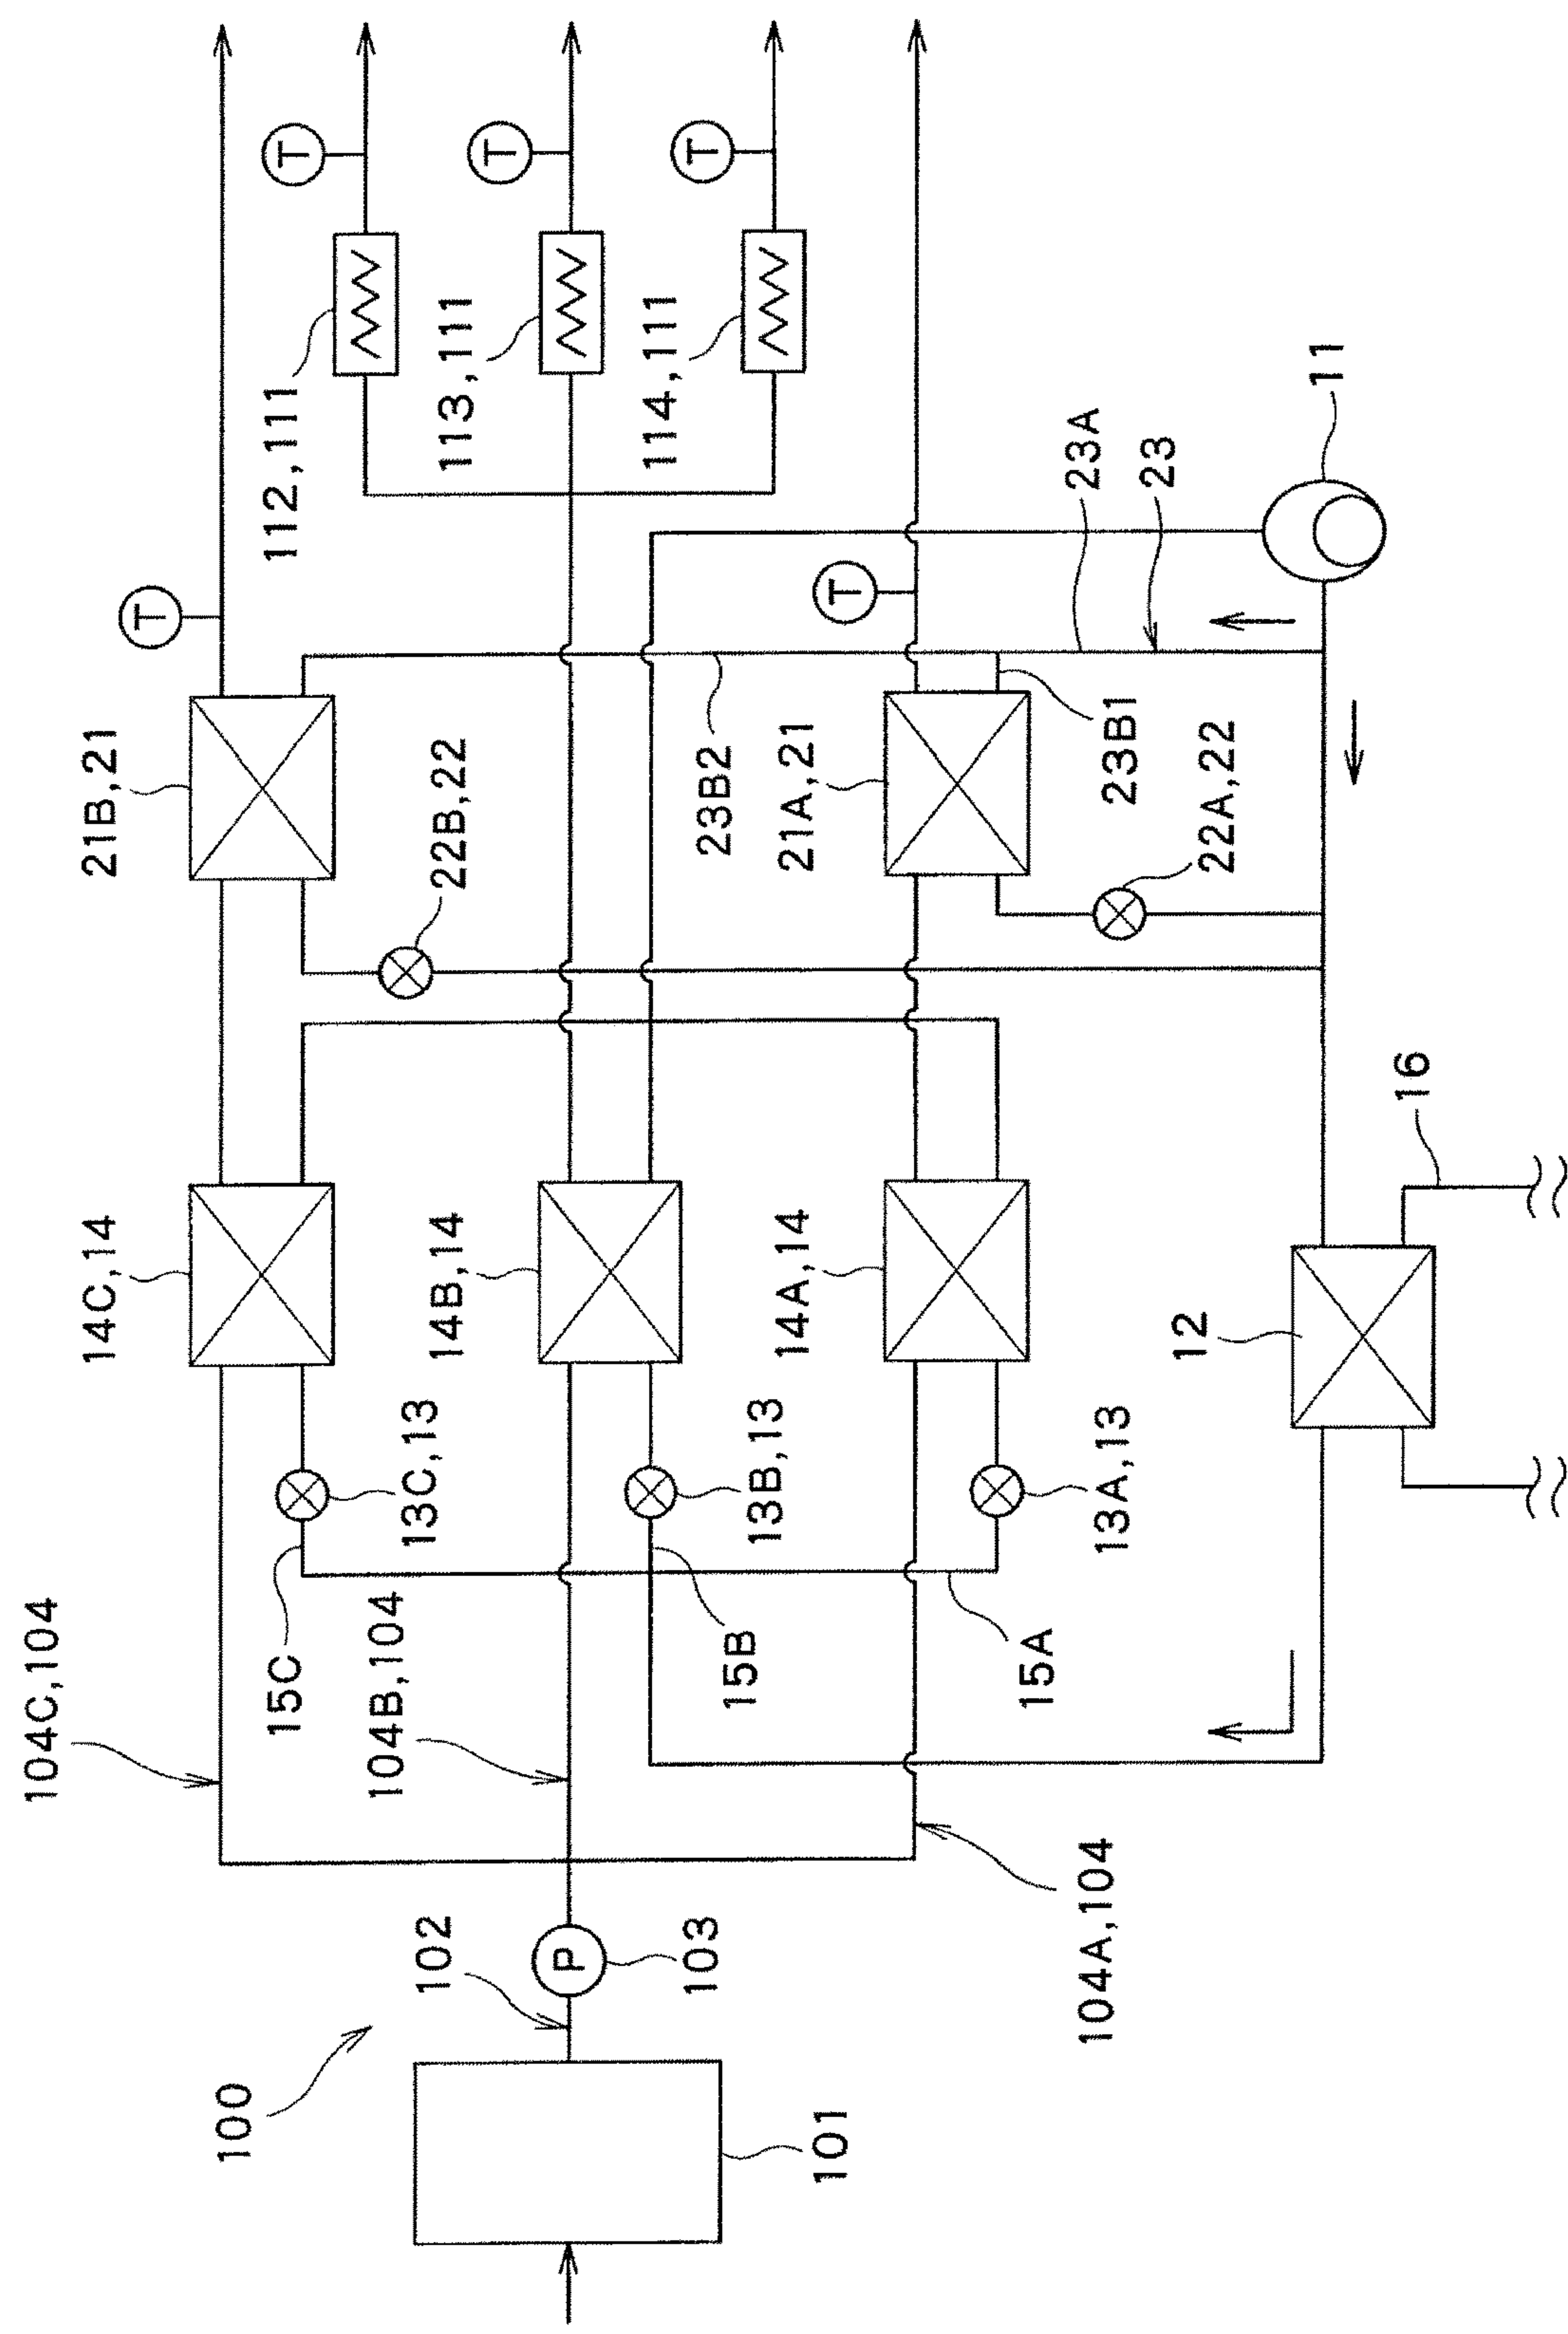 100
101
102
P
103
104C,104
104B,104
104A,104
15C
15B
15A
13C,13
13B,13
13A,13
14C,14
14B,14
14A,14
12
16
21B,21
22B,22
23B2
21A,21
23B1
22A,22
T
T
23A
23
11
112,111
113,111
114,111
T
T
T